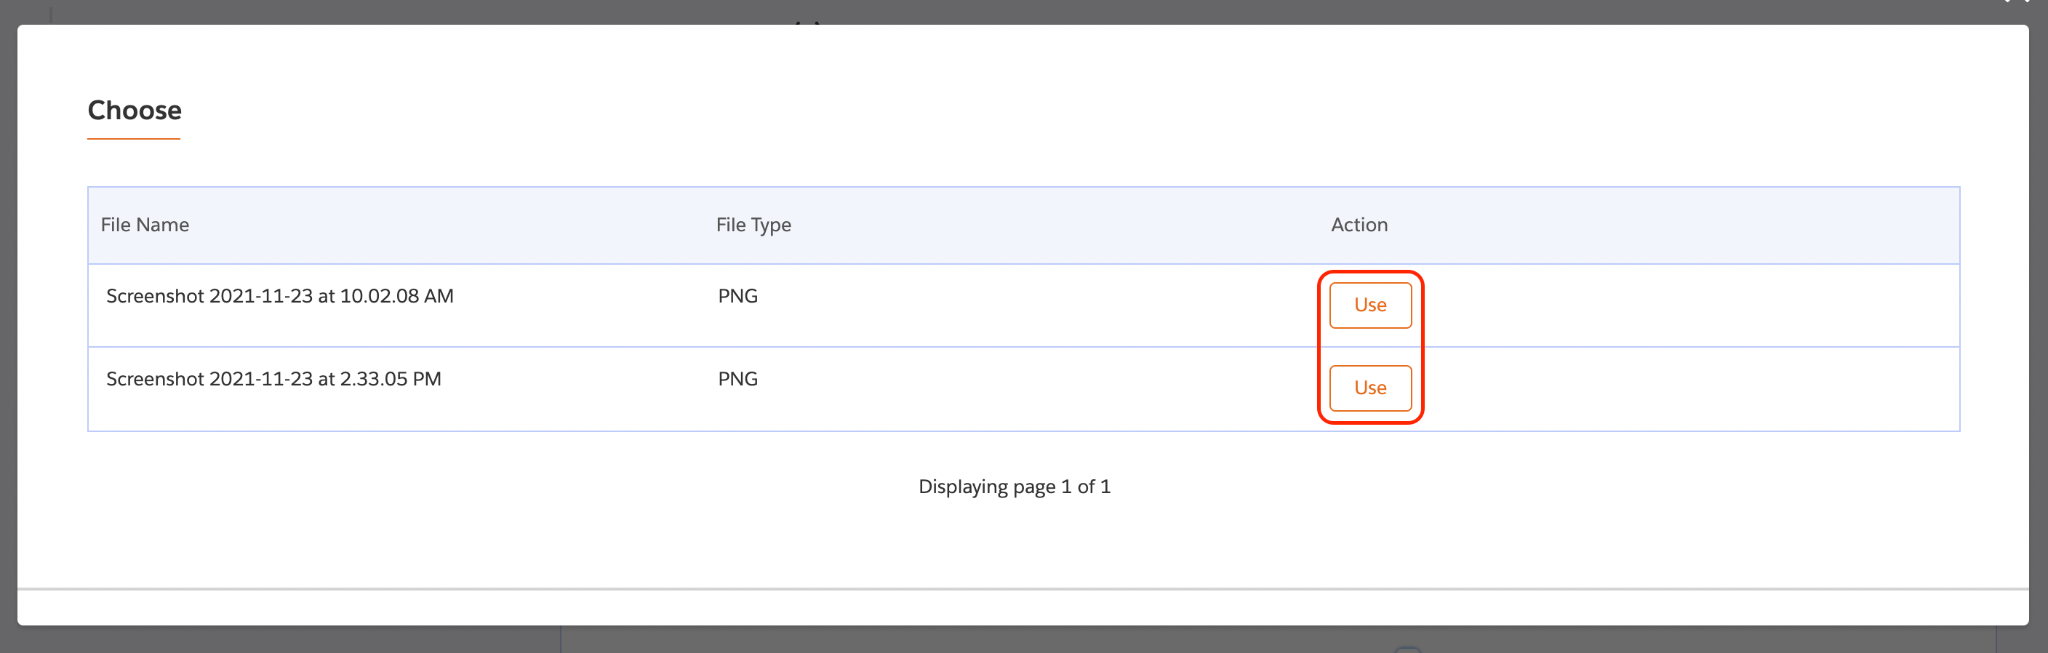 Choose
File Name File Type Action
Screenshot 2021-11-23 at 10.02.08 AM PNG Use
Screenshot 2021-11-23 at 2.33.05 PM PNG Use
Displaying page 1 of 1